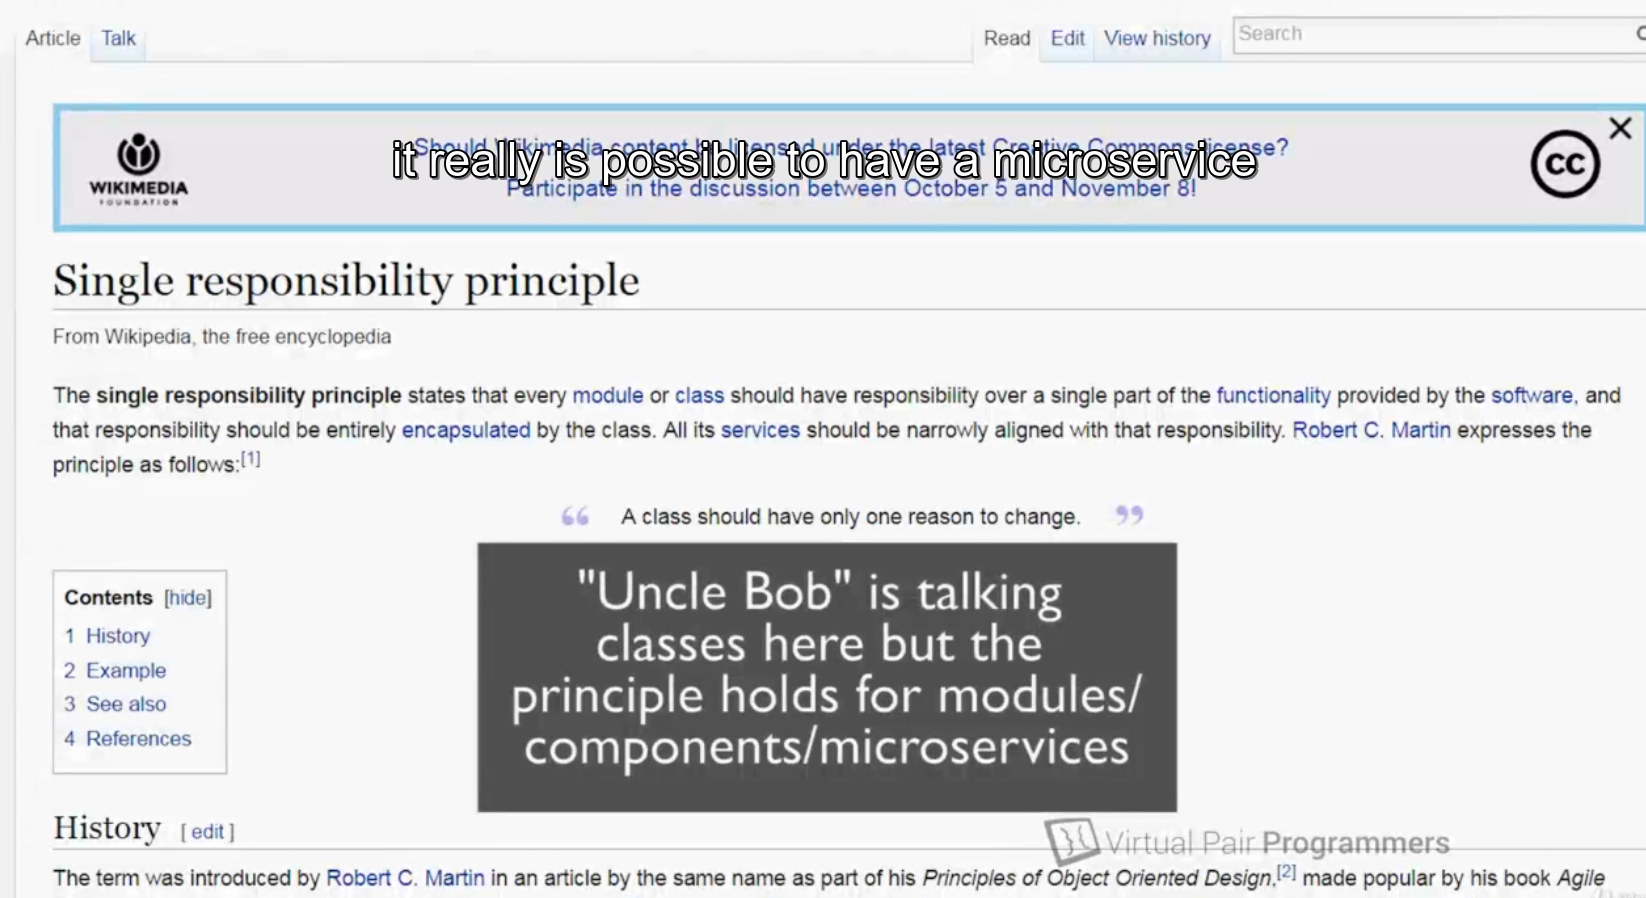 Article Talk Read Edit View history Search
Should Wikimedia content be licensed under the latest Creative Commons license?
it really is possible to have a microservice
Participate in the discussion between October 5 and November 8!
WIKIMEDIA
FOUNDATION
cc
Single responsibility principle
From Wikipedia, the free encyclopedia
The single responsibility principle states that every module or class should have responsibility over a single part of the functionality provided by the software, and
that responsibility should be entirely encapsulated by the class. All its services should be narrowly aligned with that responsibility. Robert C. Martin expresses the
principle as follows:[1]
“ A class should have only one reason to change. ”
"Uncle Bob" is talking
classes here but the
principle holds for modules/
components/microservices
Contents [hide]
1 History
2 Example
3 See also
4 References
History [ edit ]
Virtual Pair Programmers
The term was introduced by Robert C. Martin in an article by the same name as part of his Principles of Object Oriented Design,[2] made popular by his book Agile